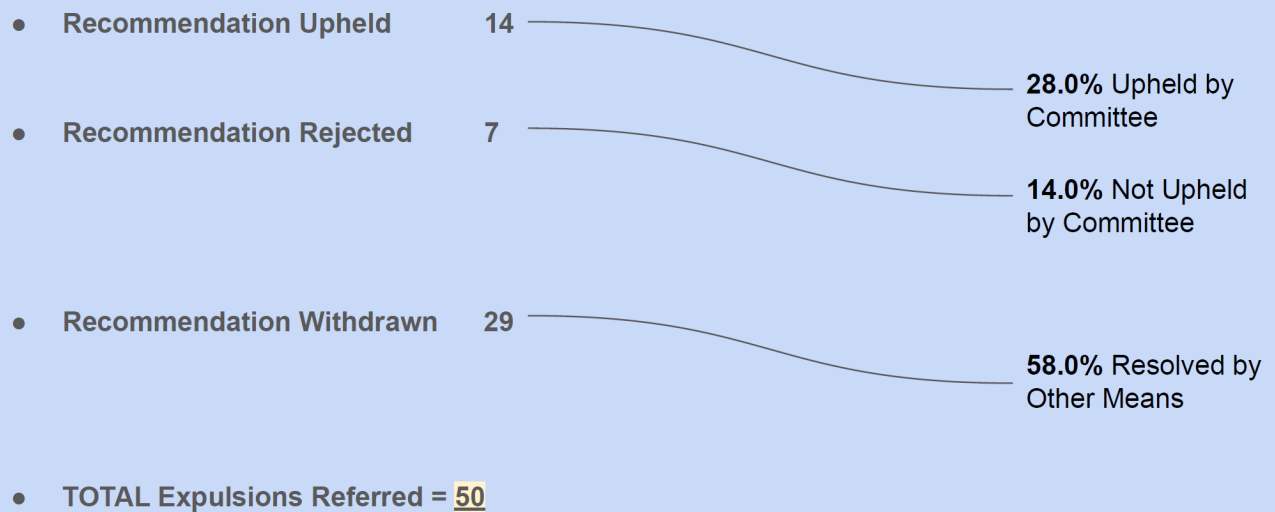 ● Recommendation Upheld 14
28.0% Upheld by
Committee
● Recommendation Rejected 7
14.0% Not Upheld
by Committee
● Recommendation Withdrawn 29
58.0% Resolved by
Other Means
● TOTAL Expulsions Referred = 50